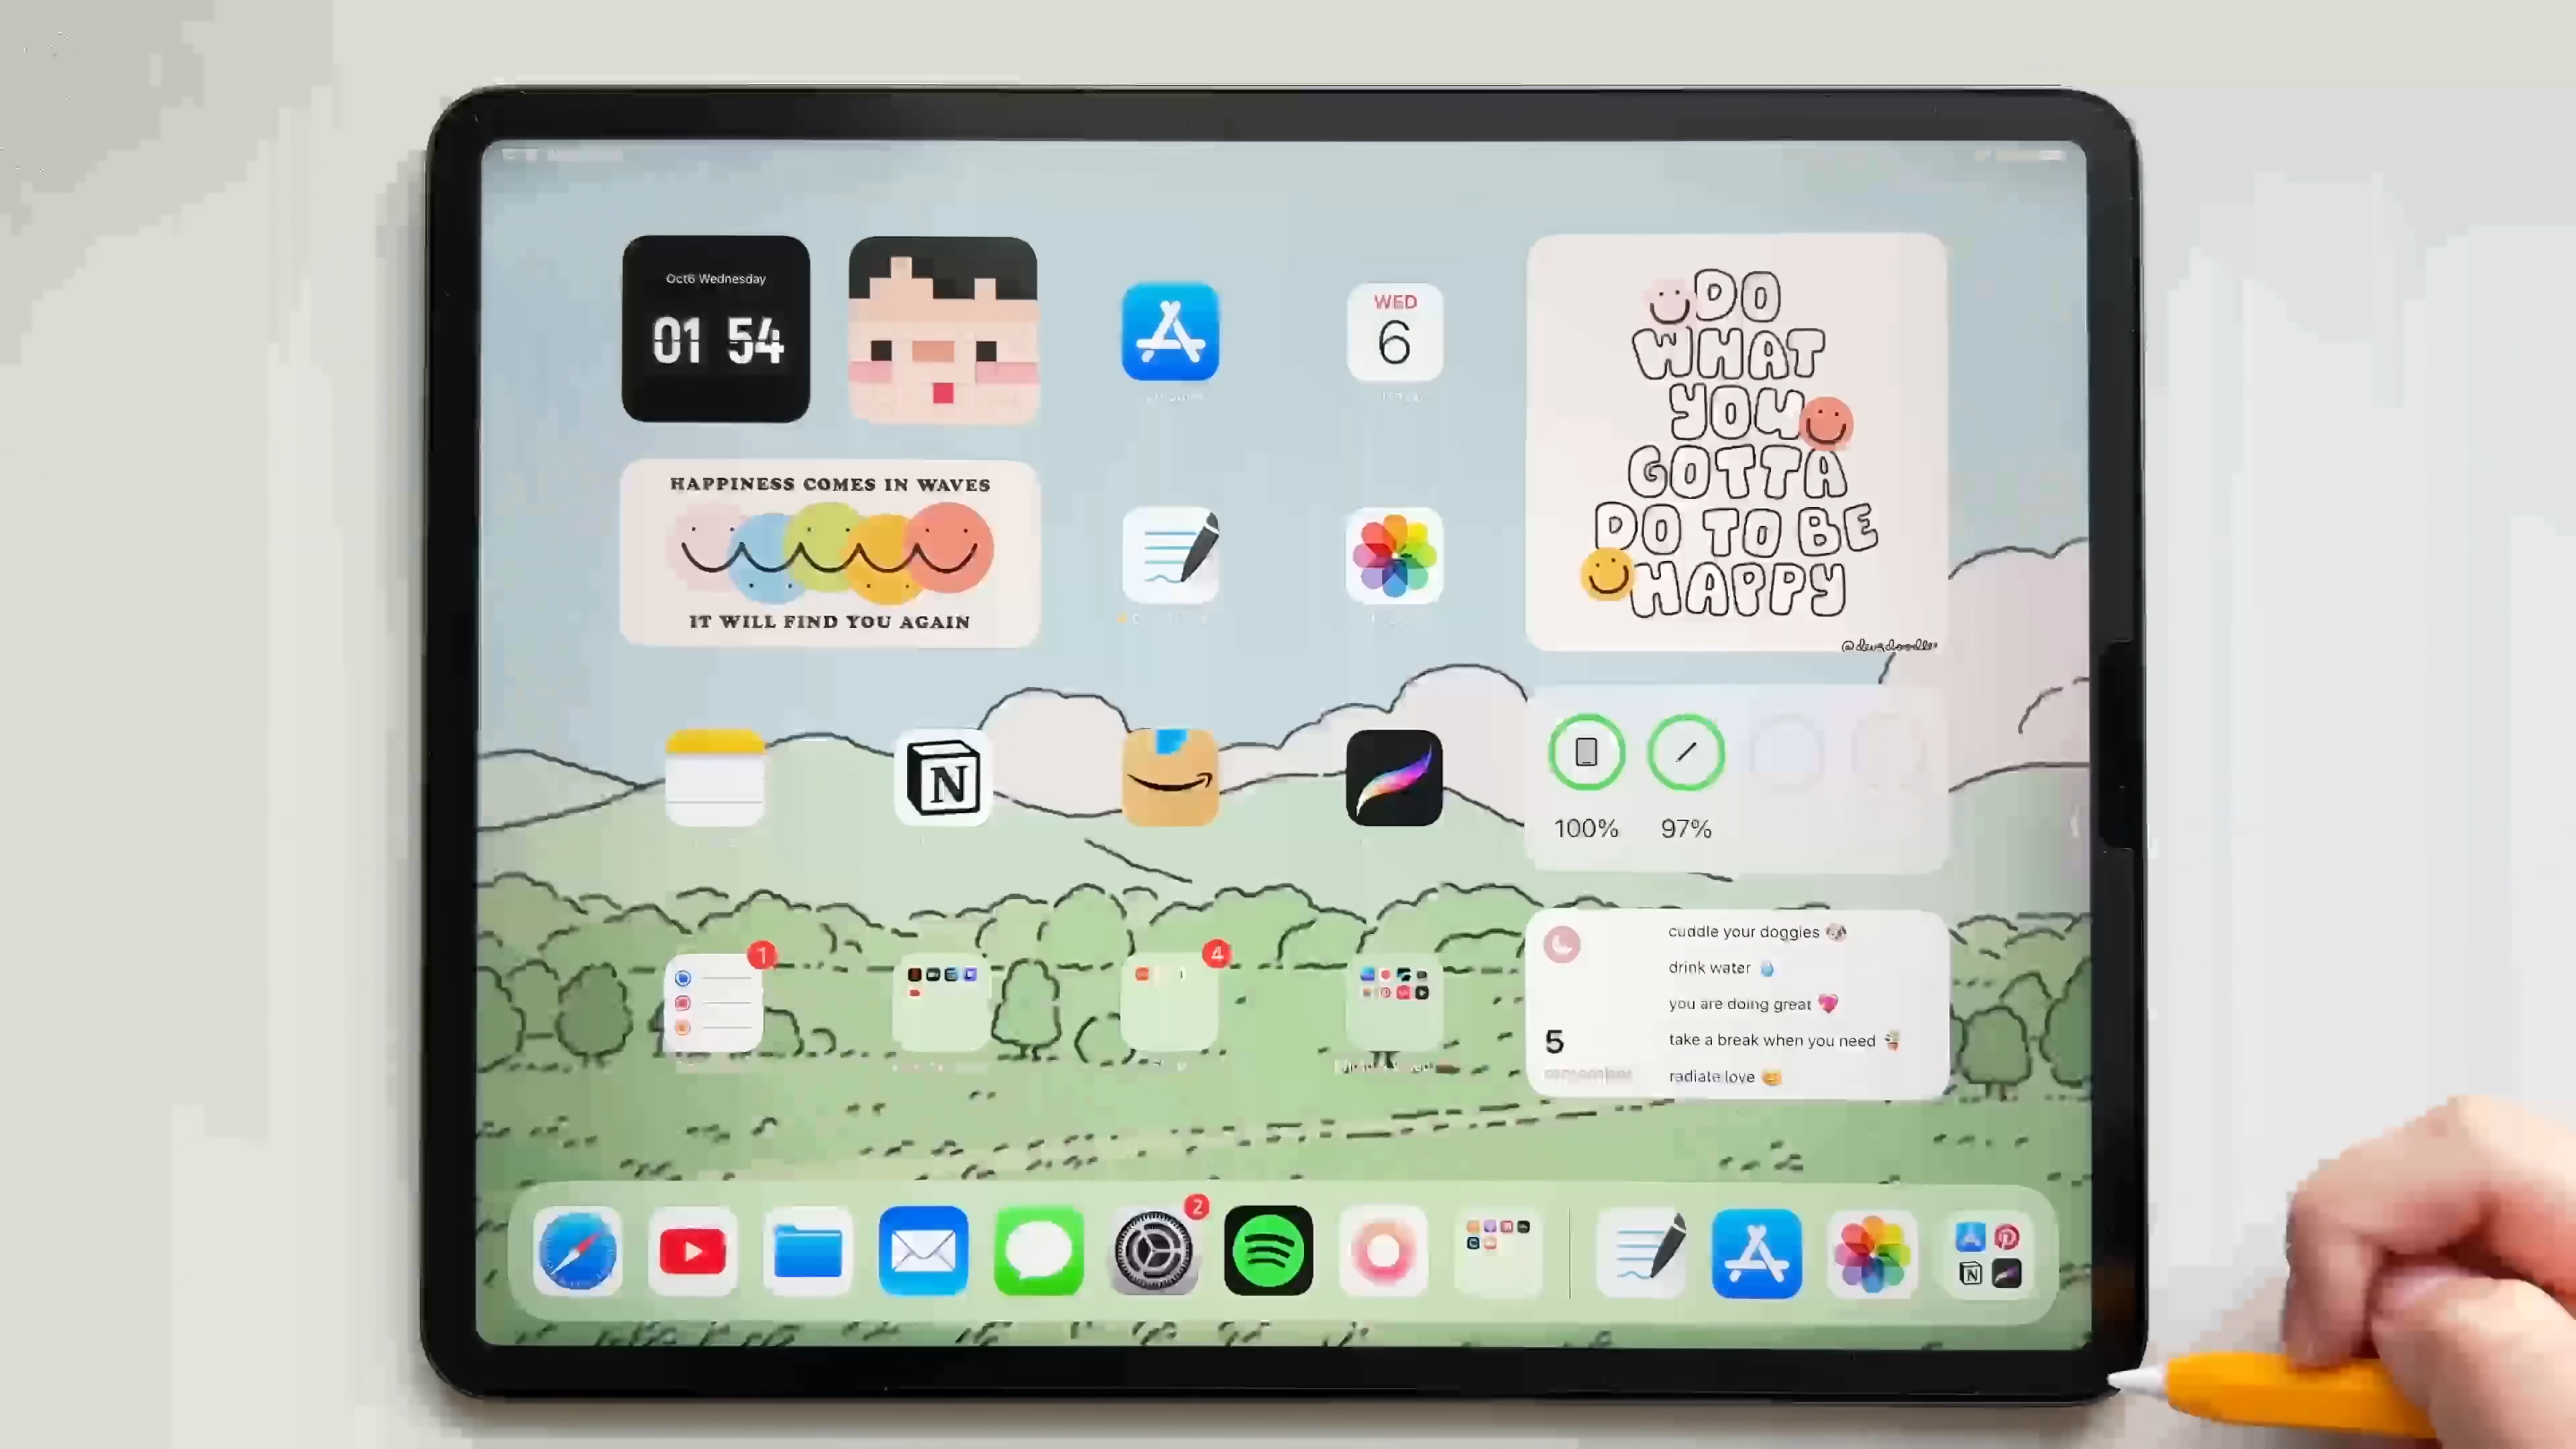 Oct6 Wednesday
01 54
WED
6
HAPPINESS COMES IN WAVES
IT WILL FIND YOU AGAIN
DO
WHAT
YOU
GOTTA
DO TO BE
HAPPY
N
100%
97%
1
4
cuddle your doggies
drink water
you are doing great
take a break when you need
radiate love
5
remember
2
N